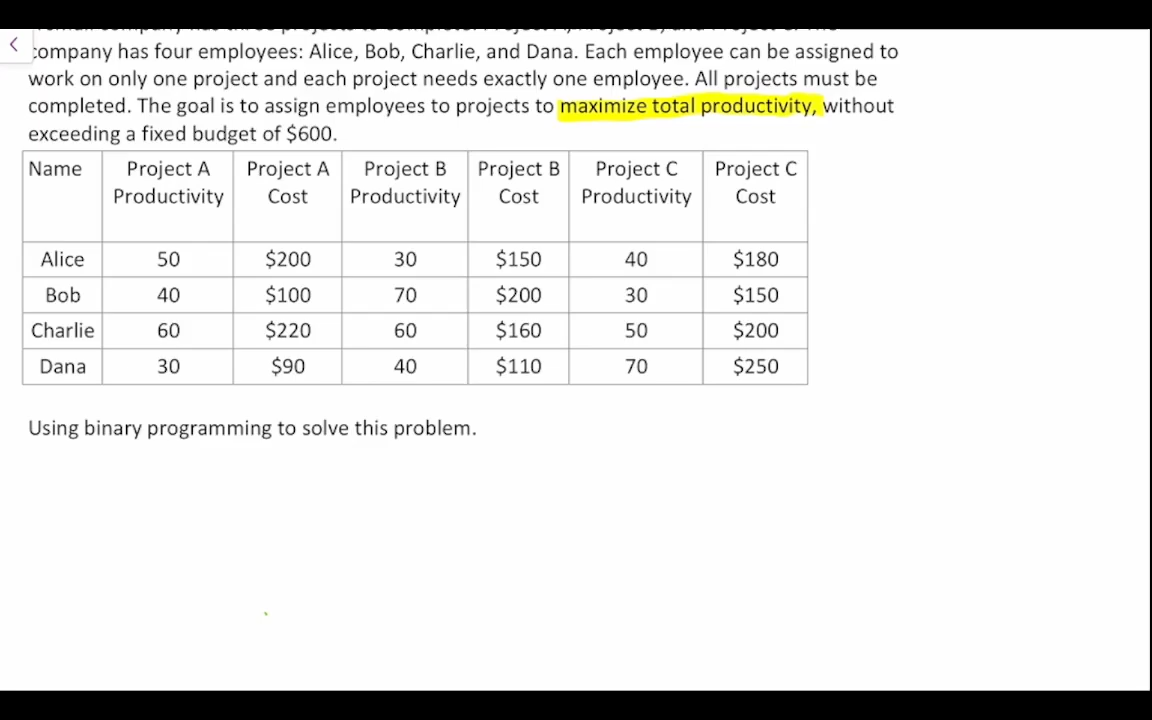 company has four employees: Alice, Bob, Charlie, and Dana. Each employee can be assigned to
work on only one project and each project needs exactly one employee. All projects must be
completed. The goal is to assign employees to projects to maximize total productivity, without
exceeding a fixed budget of $600.
Name Project A Productivity Project A Cost Project B Productivity Project B Cost Project C Productivity Project C Cost
Alice 50 $200 30 $150 40 $180
Bob 40 $100 70 $200 30 $150
Charlie 60 $220 60 $160 50 $200
Dana 30 $90 40 $110 70 $250
Using binary programming to solve this problem.